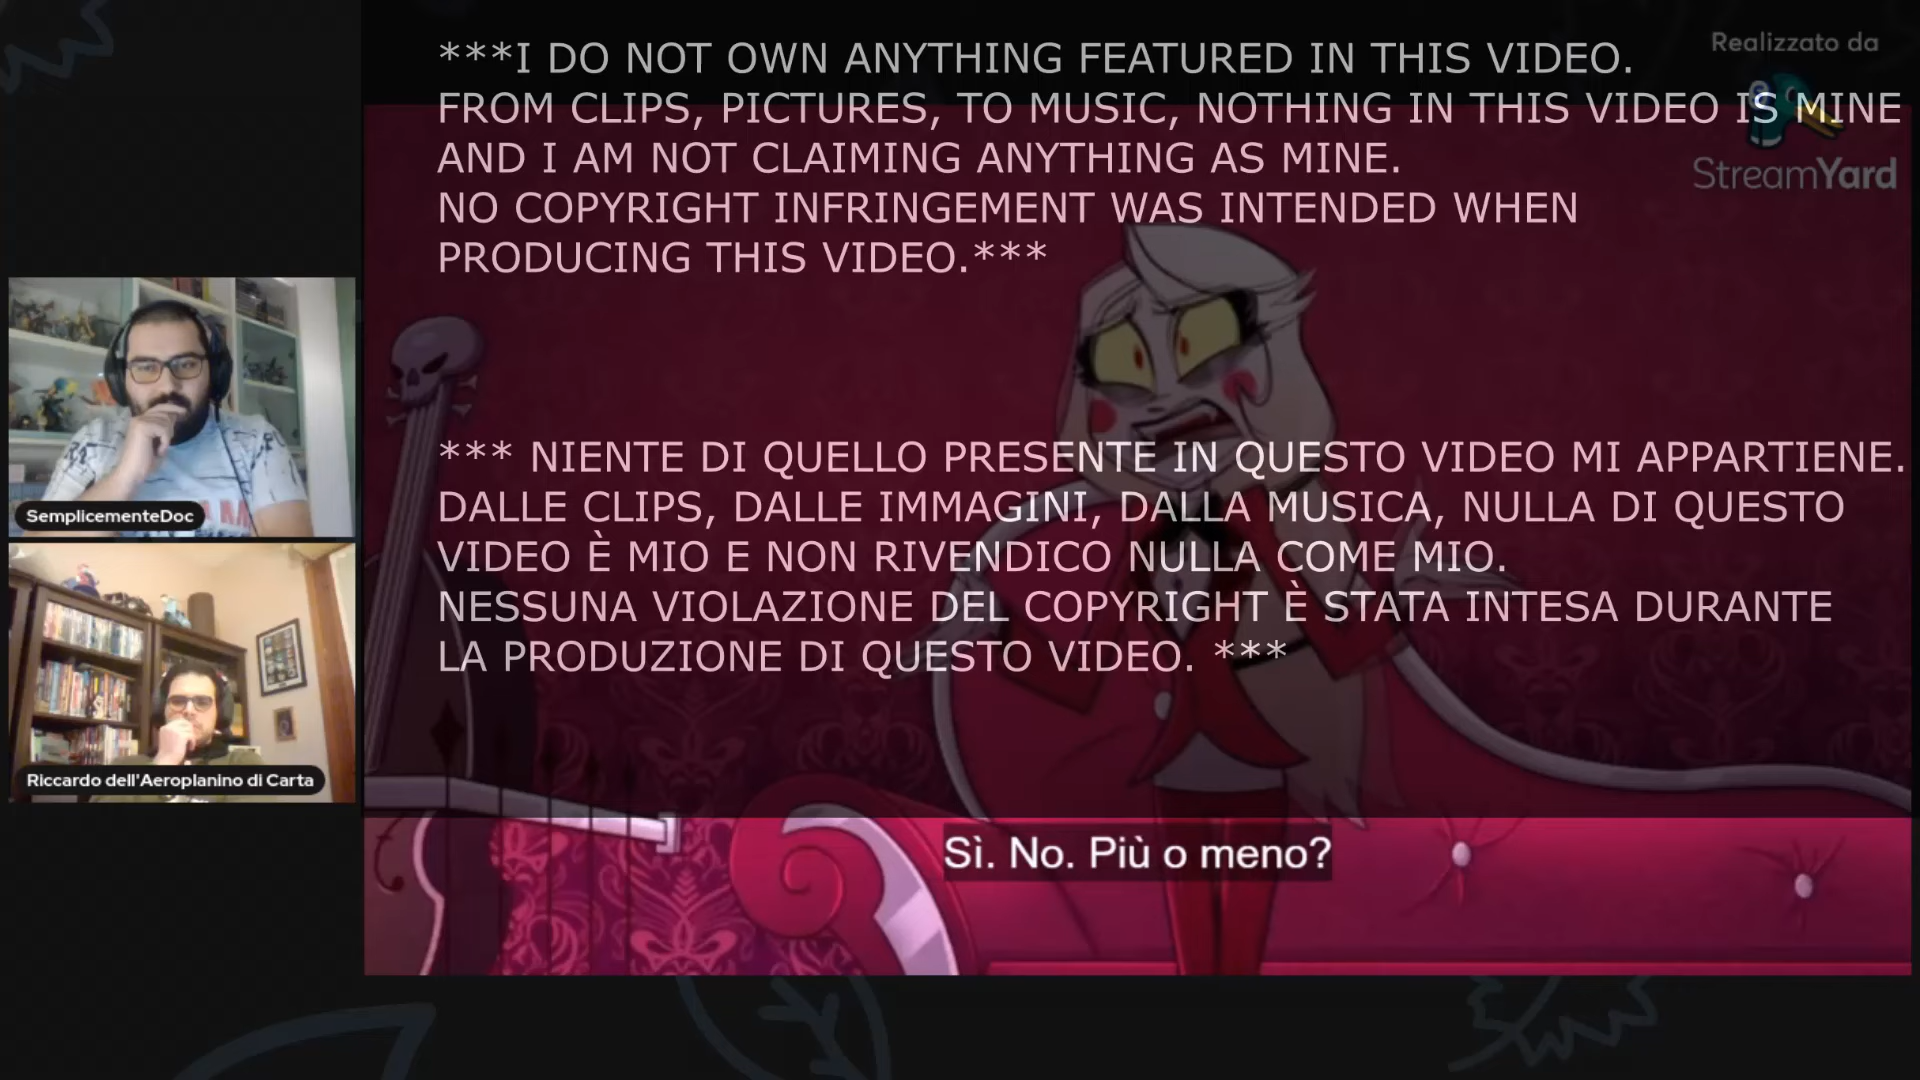 ***I DO NOT OWN ANYTHING FEATURED IN THIS VIDEO.
FROM CLIPS, PICTURES, TO MUSIC, NOTHING IN THIS VIDEO IS MINE
AND I AM NOT CLAIMING ANYTHING AS MINE.
NO COPYRIGHT INFRINGEMENT WAS INTENDED WHEN
PRODUCING THIS VIDEO.***
Realizzato da
StreamYard
*** NIENTE DI QUELLO PRESENTE IN QUESTO VIDEO MI APPARTIENE.
DALLE CLIPS, DALLE IMMAGINI, DALLA MUSICA, NULLA DI QUESTO
VIDEO È MIO E NON RIVENDICO NULLA COME MIO.
NESSUNA VIOLAZIONE DEL COPYRIGHT È STATA INTESA DURANTE
LA PRODUZIONE DI QUESTO VIDEO. ***
SemplicementeDoc
Riccardo dell'Aeroplanino di Carta
Sì. No. Più o meno?